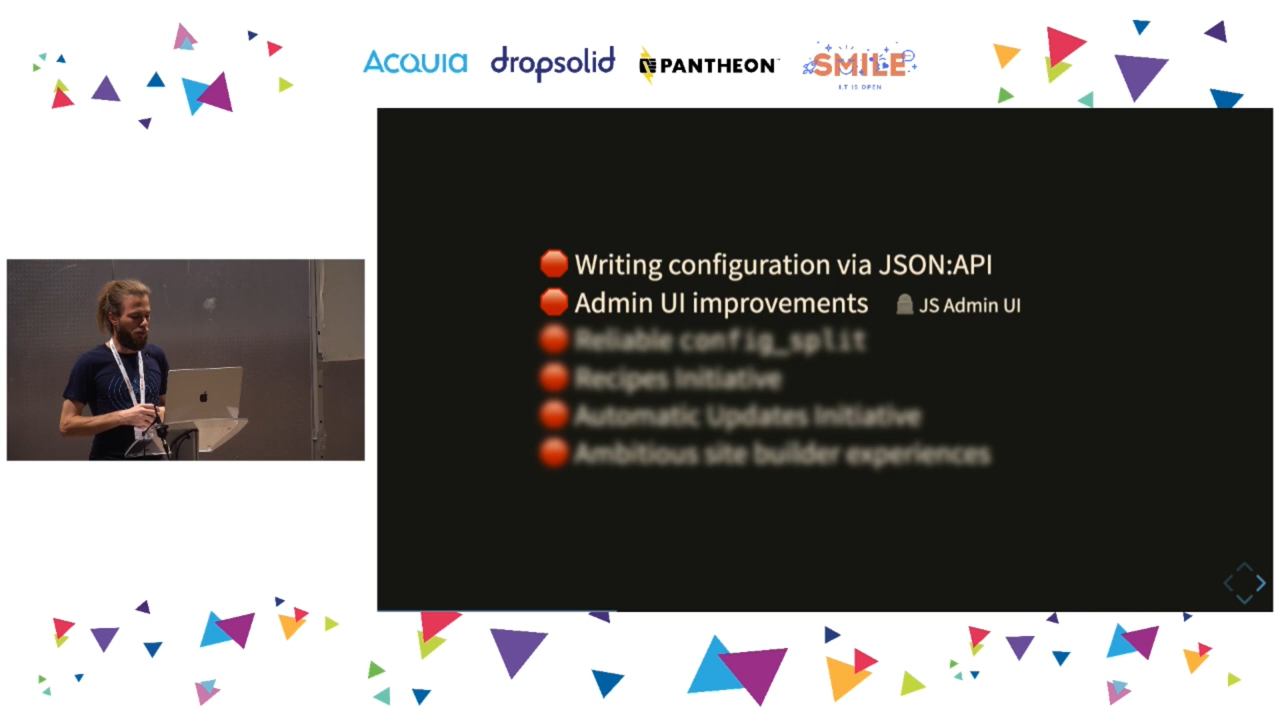 ACQUIA dropsolid PANTHEON SMILE
I.T IS OPEN
Writing configuration via JSON:API
Admin UI improvements JS Admin UI
Reliable config_split
Recipes Initiative
Automatic Updates Initiative
Ambitious site builder experiences